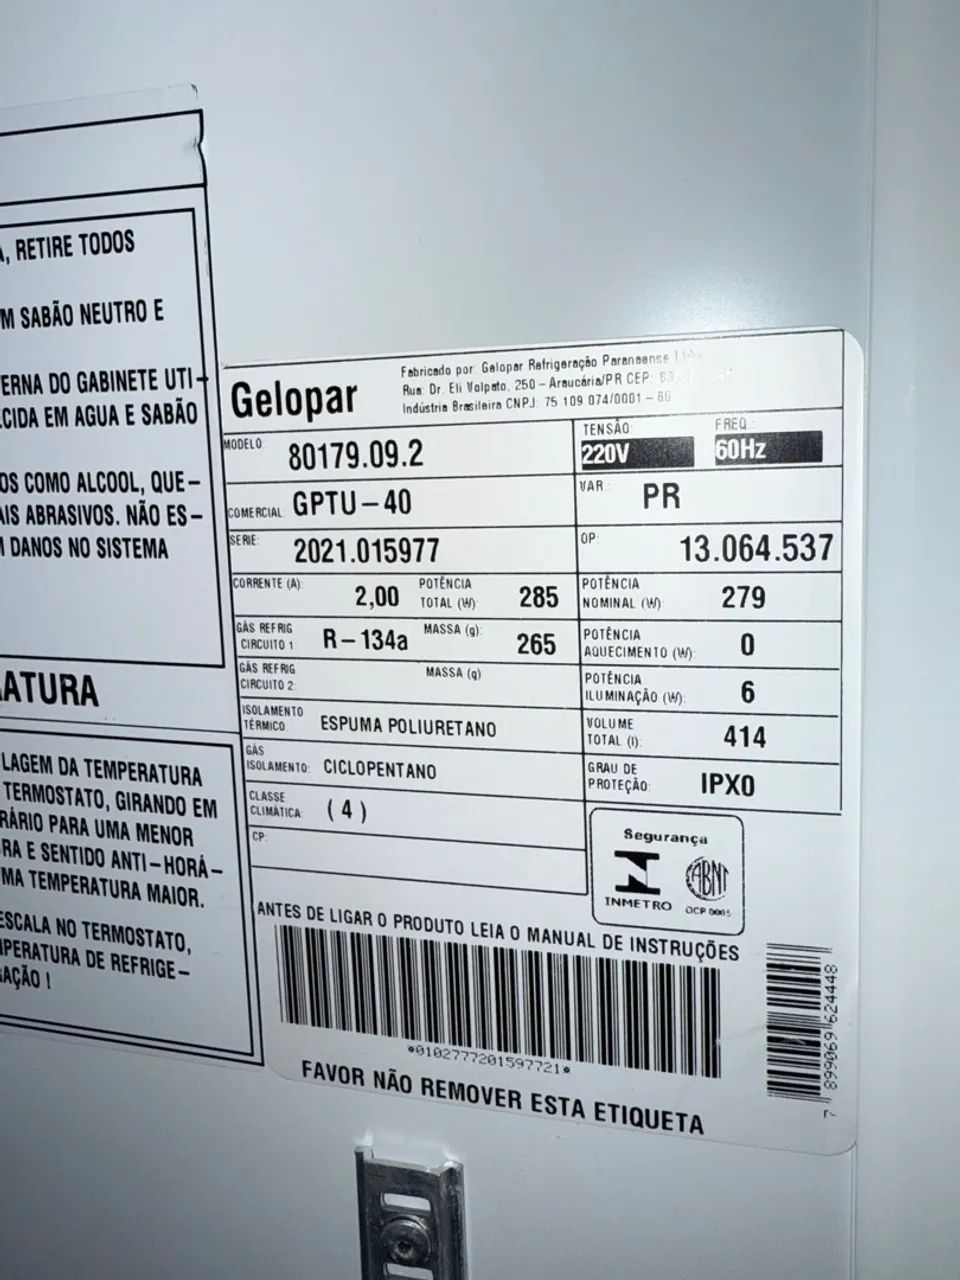 , RETIRE TODOS
M SABÃO NEUTRO E
ERNA DO GABINETE UTI-
CIDA EM AGUA E SABÃO
OS COMO ALCOOL, QUE-
AIS ABRASIVOS. NÃO ES-
DANOS NO SISTEMA
ATURA
LAGEM DA TEMPERATURA
TERMOSTATO, GIRANDO EM
RÁRIO PARA UMA MENOR
RA E SENTIDO ANTI-HORÁ-
MA TEMPERATURA MAIOR.
ESCALA NO TERMOSTATO,
PERATURA DE REFRIGE-
AÇÃO !
Gelopar
Fabricado por: Gelopar Refrigeração Paranaense
Rua: Dr. Eli Volpato, 250 - Araucária/PR CEP:
Indústria Brasileira CNPJ: 75 109 074/0001 -
MODELO: 80179.09.2
TENSÃO: 220V
FREQ.: 60Hz
COMERCIAL: GPTU-40
VAR: PR
SERIE: 2021.015977
OP: 13.064.537
CORRENTE (A): 2,00
POTÊNCIA TOTAL (W): 285
POTÊNCIA NOMINAL (W): 279
GÁS REFRIG CIRCUITO 1 R-134a
MASSA (g): 265
POTÊNCIA AQUECIMENTO (W): 0
GÁS REFRIG. CIRCUITO 2:
MASSA (g)
POTÊNCIA ILUMINAÇÃO (W): 6
ISOLAMENTO TÉRMICO: ESPUMA POLIURETANO
VOLUME TOTAL (l): 414
GÁS ISOLAMENTO: CICLOPENTANO
GRAU DE PROTEÇÃO: IPX0
CLASSE CLIMÁTICA: (4)
CP:
Segurança
INMETRO
ABNT
OCP 0005
ANTES DE LIGAR O PRODUTO LEIA O MANUAL DE INSTRUÇÕES
*0102777201597721*
7 899069 624448
FAVOR NÃO REMOVER ESTA ETIQUETA